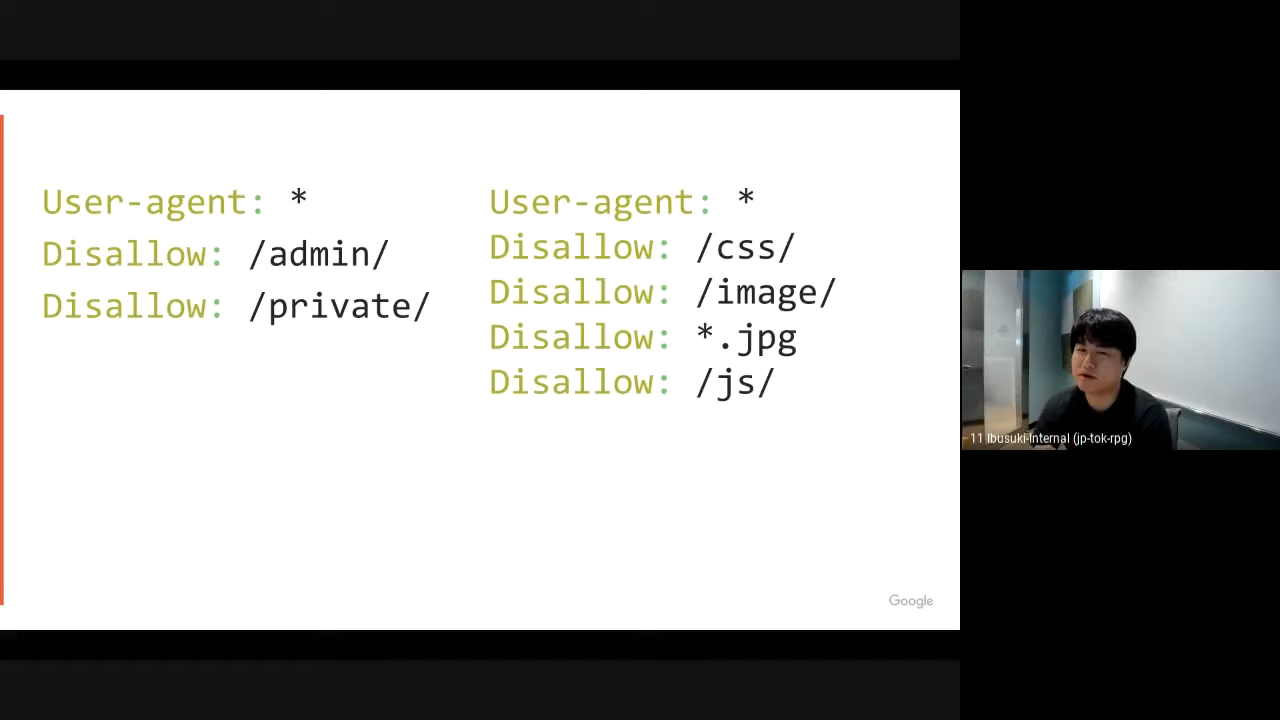 User-agent: *
Disallow: /admin/
Disallow: /private/
User-agent: *
Disallow: /css/
Disallow: /image/
Disallow: *.jpg
Disallow: /js/
Google
11 Ibusuki-Internal (jp-tok-rpg)